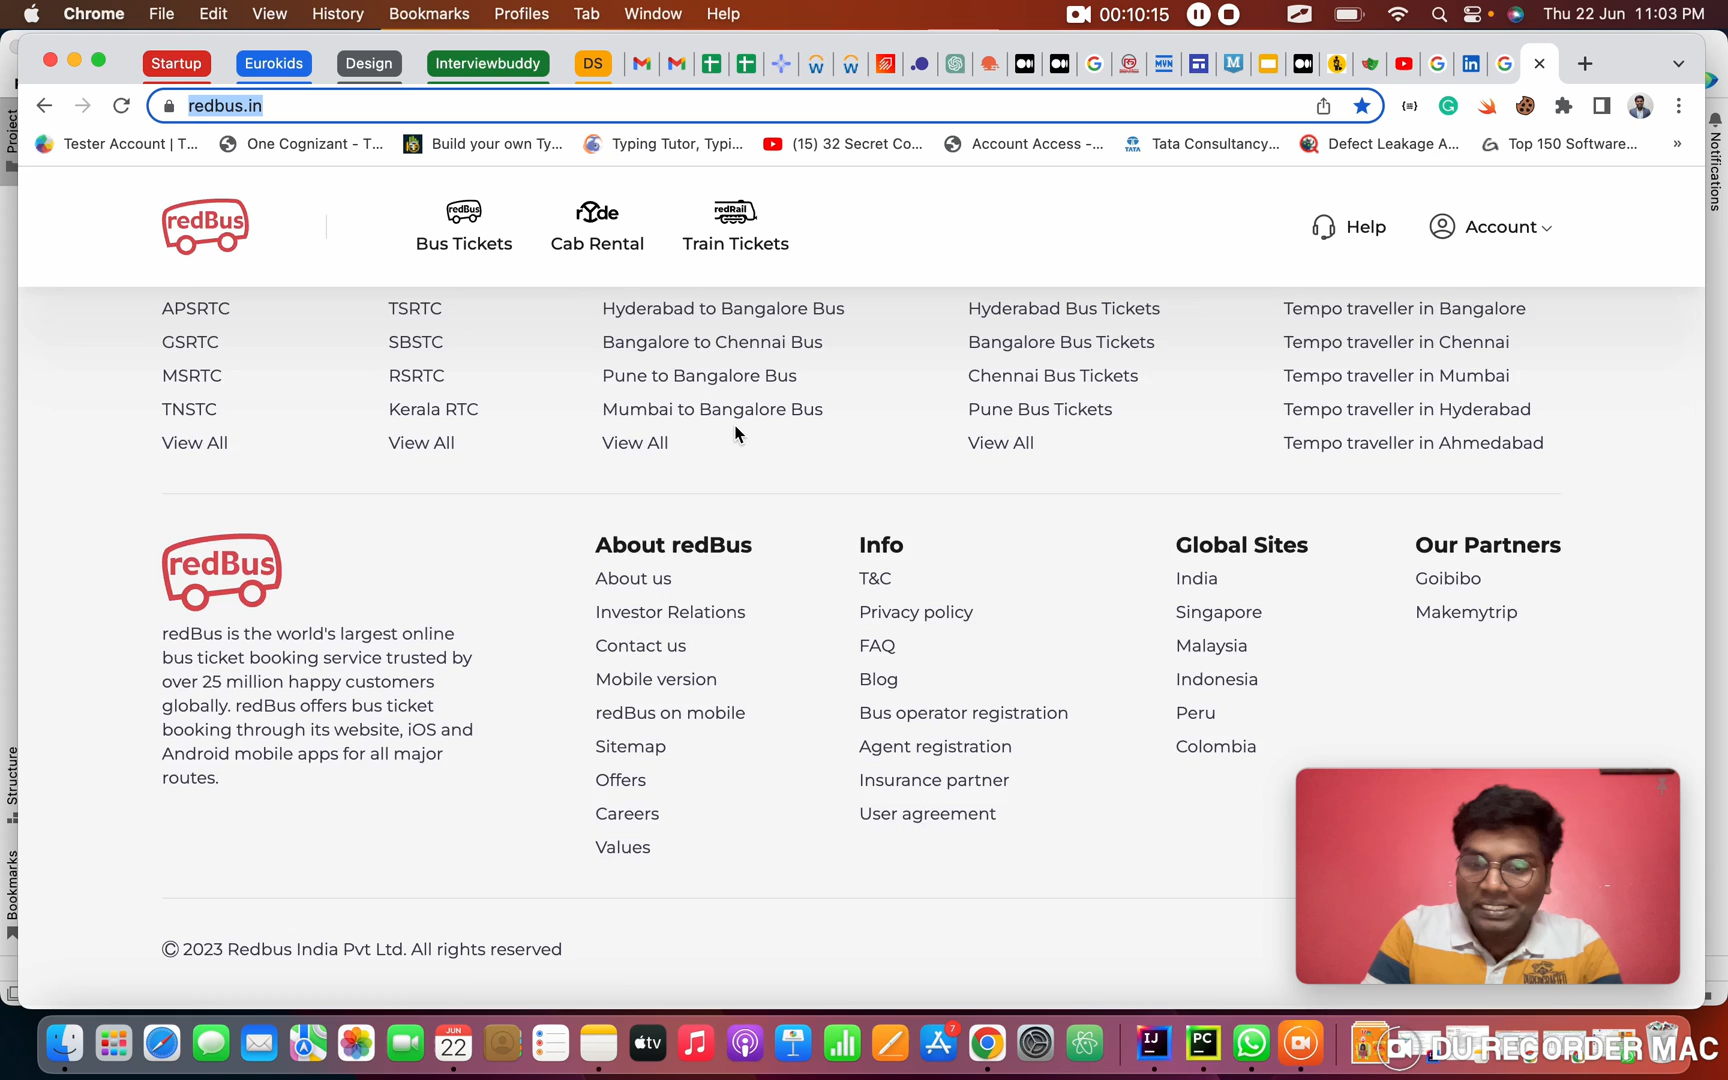 Chrome File Edit View History Bookmarks Profiles Tab Window Help 00:10:15 Thu 22 Jun 11:03 PM
Startup Eurokids Design Interviewbuddy DS
redbus.in
Tester Account | T... One Cognizant - T... Build your own Ty... Typing Tutor, Typi... (15) 32 Secret Co... Account Access -... Tata Consultancy... Defect Leakage A... Top 150 Software... »
Project
Notifications
redBus
redBus
Bus Tickets
ryde
Cab Rental
redRail
Train Tickets
Help Account
APSRTC TSRTC Hyderabad to Bangalore Bus Hyderabad Bus Tickets Tempo traveller in Bangalore
GSRTC SBSTC Bangalore to Chennai Bus Bangalore Bus Tickets Tempo traveller in Chennai
MSRTC RSRTC Pune to Bangalore Bus Chennai Bus Tickets Tempo traveller in Mumbai
TNSTC Kerala RTC Mumbai to Bangalore Bus Pune Bus Tickets Tempo traveller in Hyderabad
View All View All View All View All Tempo traveller in Ahmedabad
redBus
redBus is the world's largest online
bus ticket booking service trusted by
over 25 million happy customers
globally. redBus offers bus ticket
booking through its website, iOS and
Android mobile apps for all major
routes.
About redBus
About us
Investor Relations
Contact us
Mobile version
redBus on mobile
Sitemap
Offers
Careers
Values
Info
T&C
Privacy policy
FAQ
Blog
Bus operator registration
Agent registration
Insurance partner
User agreement
Global Sites
India
Singapore
Malaysia
Indonesia
Peru
Colombia
Our Partners
Goibibo
Makemytrip
Structure
Bookmarks
© 2023 Redbus India Pvt Ltd. All rights reserved
JUN
22
tv
7
IJ
PC
DU RECORDER MAC